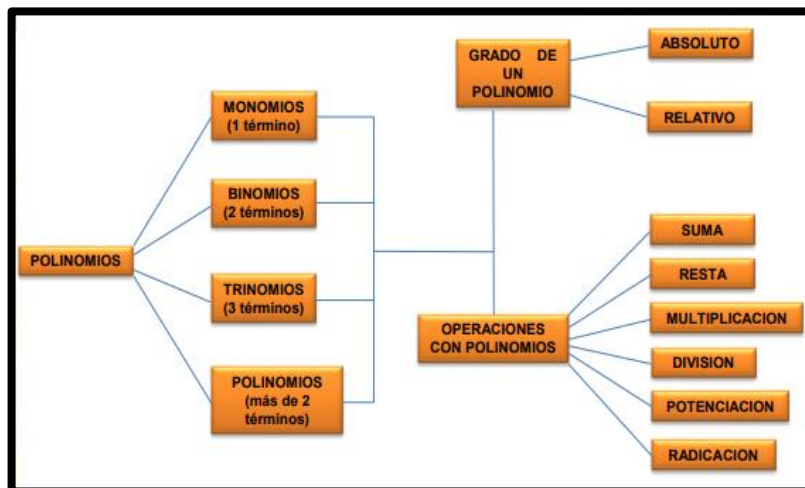 POLINOMIOS
MONOMIOS
(1 término)
BINOMIOS
(2 términos)
TRINOMIOS
(3 términos)
POLINOMIOS
(más de 2
términos)
GRADO DE
UN
POLINOMIO
ABSOLUTO
RELATIVO
OPERACIONES
CON POLINOMIOS
SUMA
RESTA
MULTIPLICACION
DIVISION
POTENCIACION
RADICACION